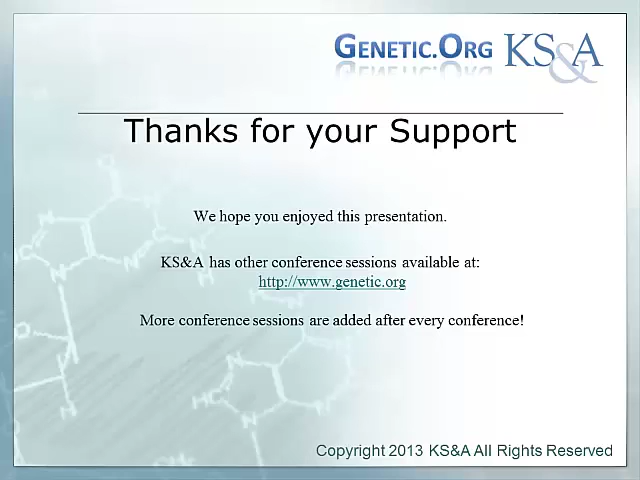 GENETIC.ORG KS&A
Thanks for your Support
We hope you enjoyed this presentation.
KS&A has other conference sessions available at:
http://www.genetic.org
More conference sessions are added after every conference!
Copyright 2013 KS&A All Rights Reserved